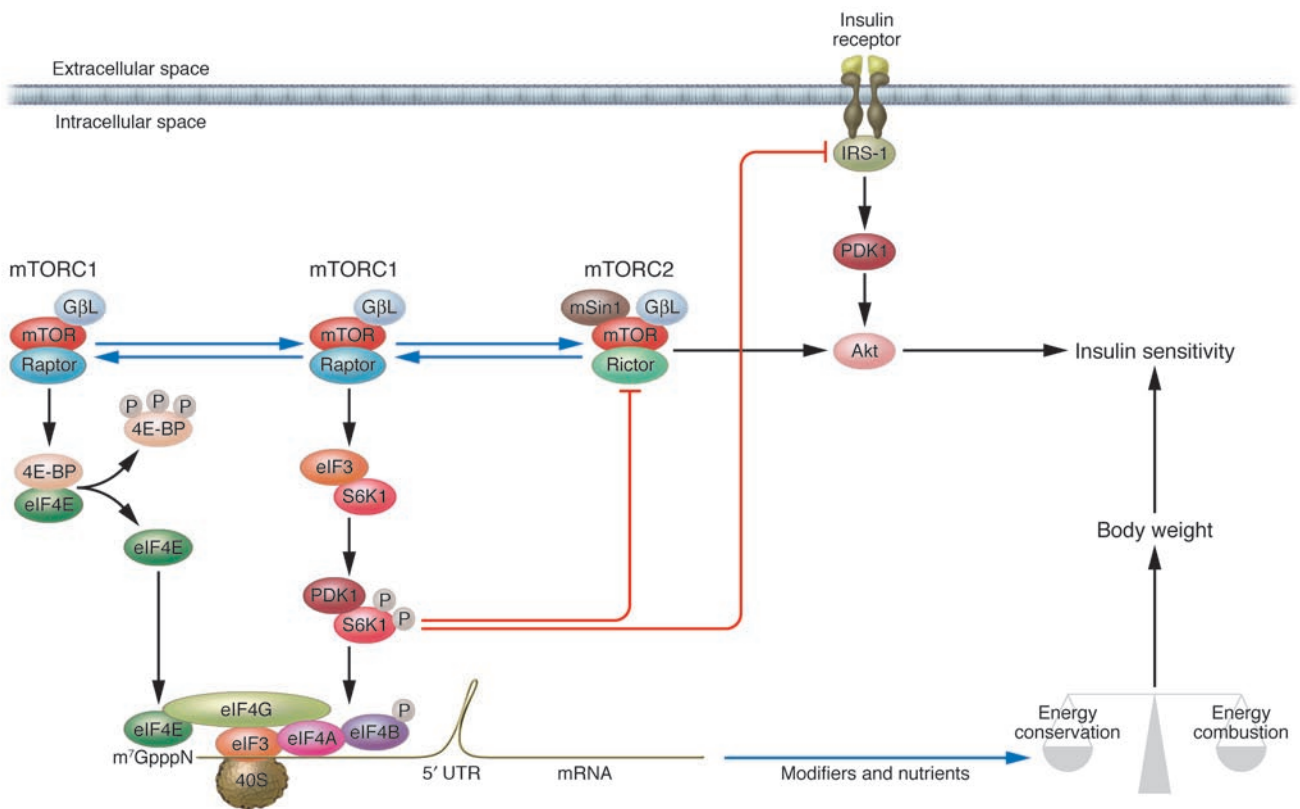 Insulin
receptor
Extracellular space
Intracellular space
IRS-1
PDK1
mTORC1
mTORC1
mTORC2
GβL
GβL
mSin1
GβL
mTOR
mTOR
mTOR
Raptor
Raptor
Rictor
Akt
Insulin sensitivity
P
P
P
4E-BP
4E-BP
eIF4E
eIF3
S6K1
eIF4E
Body weight
PDK1
P
P
S6K1
eIF4G
P
eIF4E
eIF4B
eIF3
eIF4A
m⁷GpppN
40S
5′ UTR
mRNA
Modifiers and nutrients
Energy
conservation
Energy
combustion